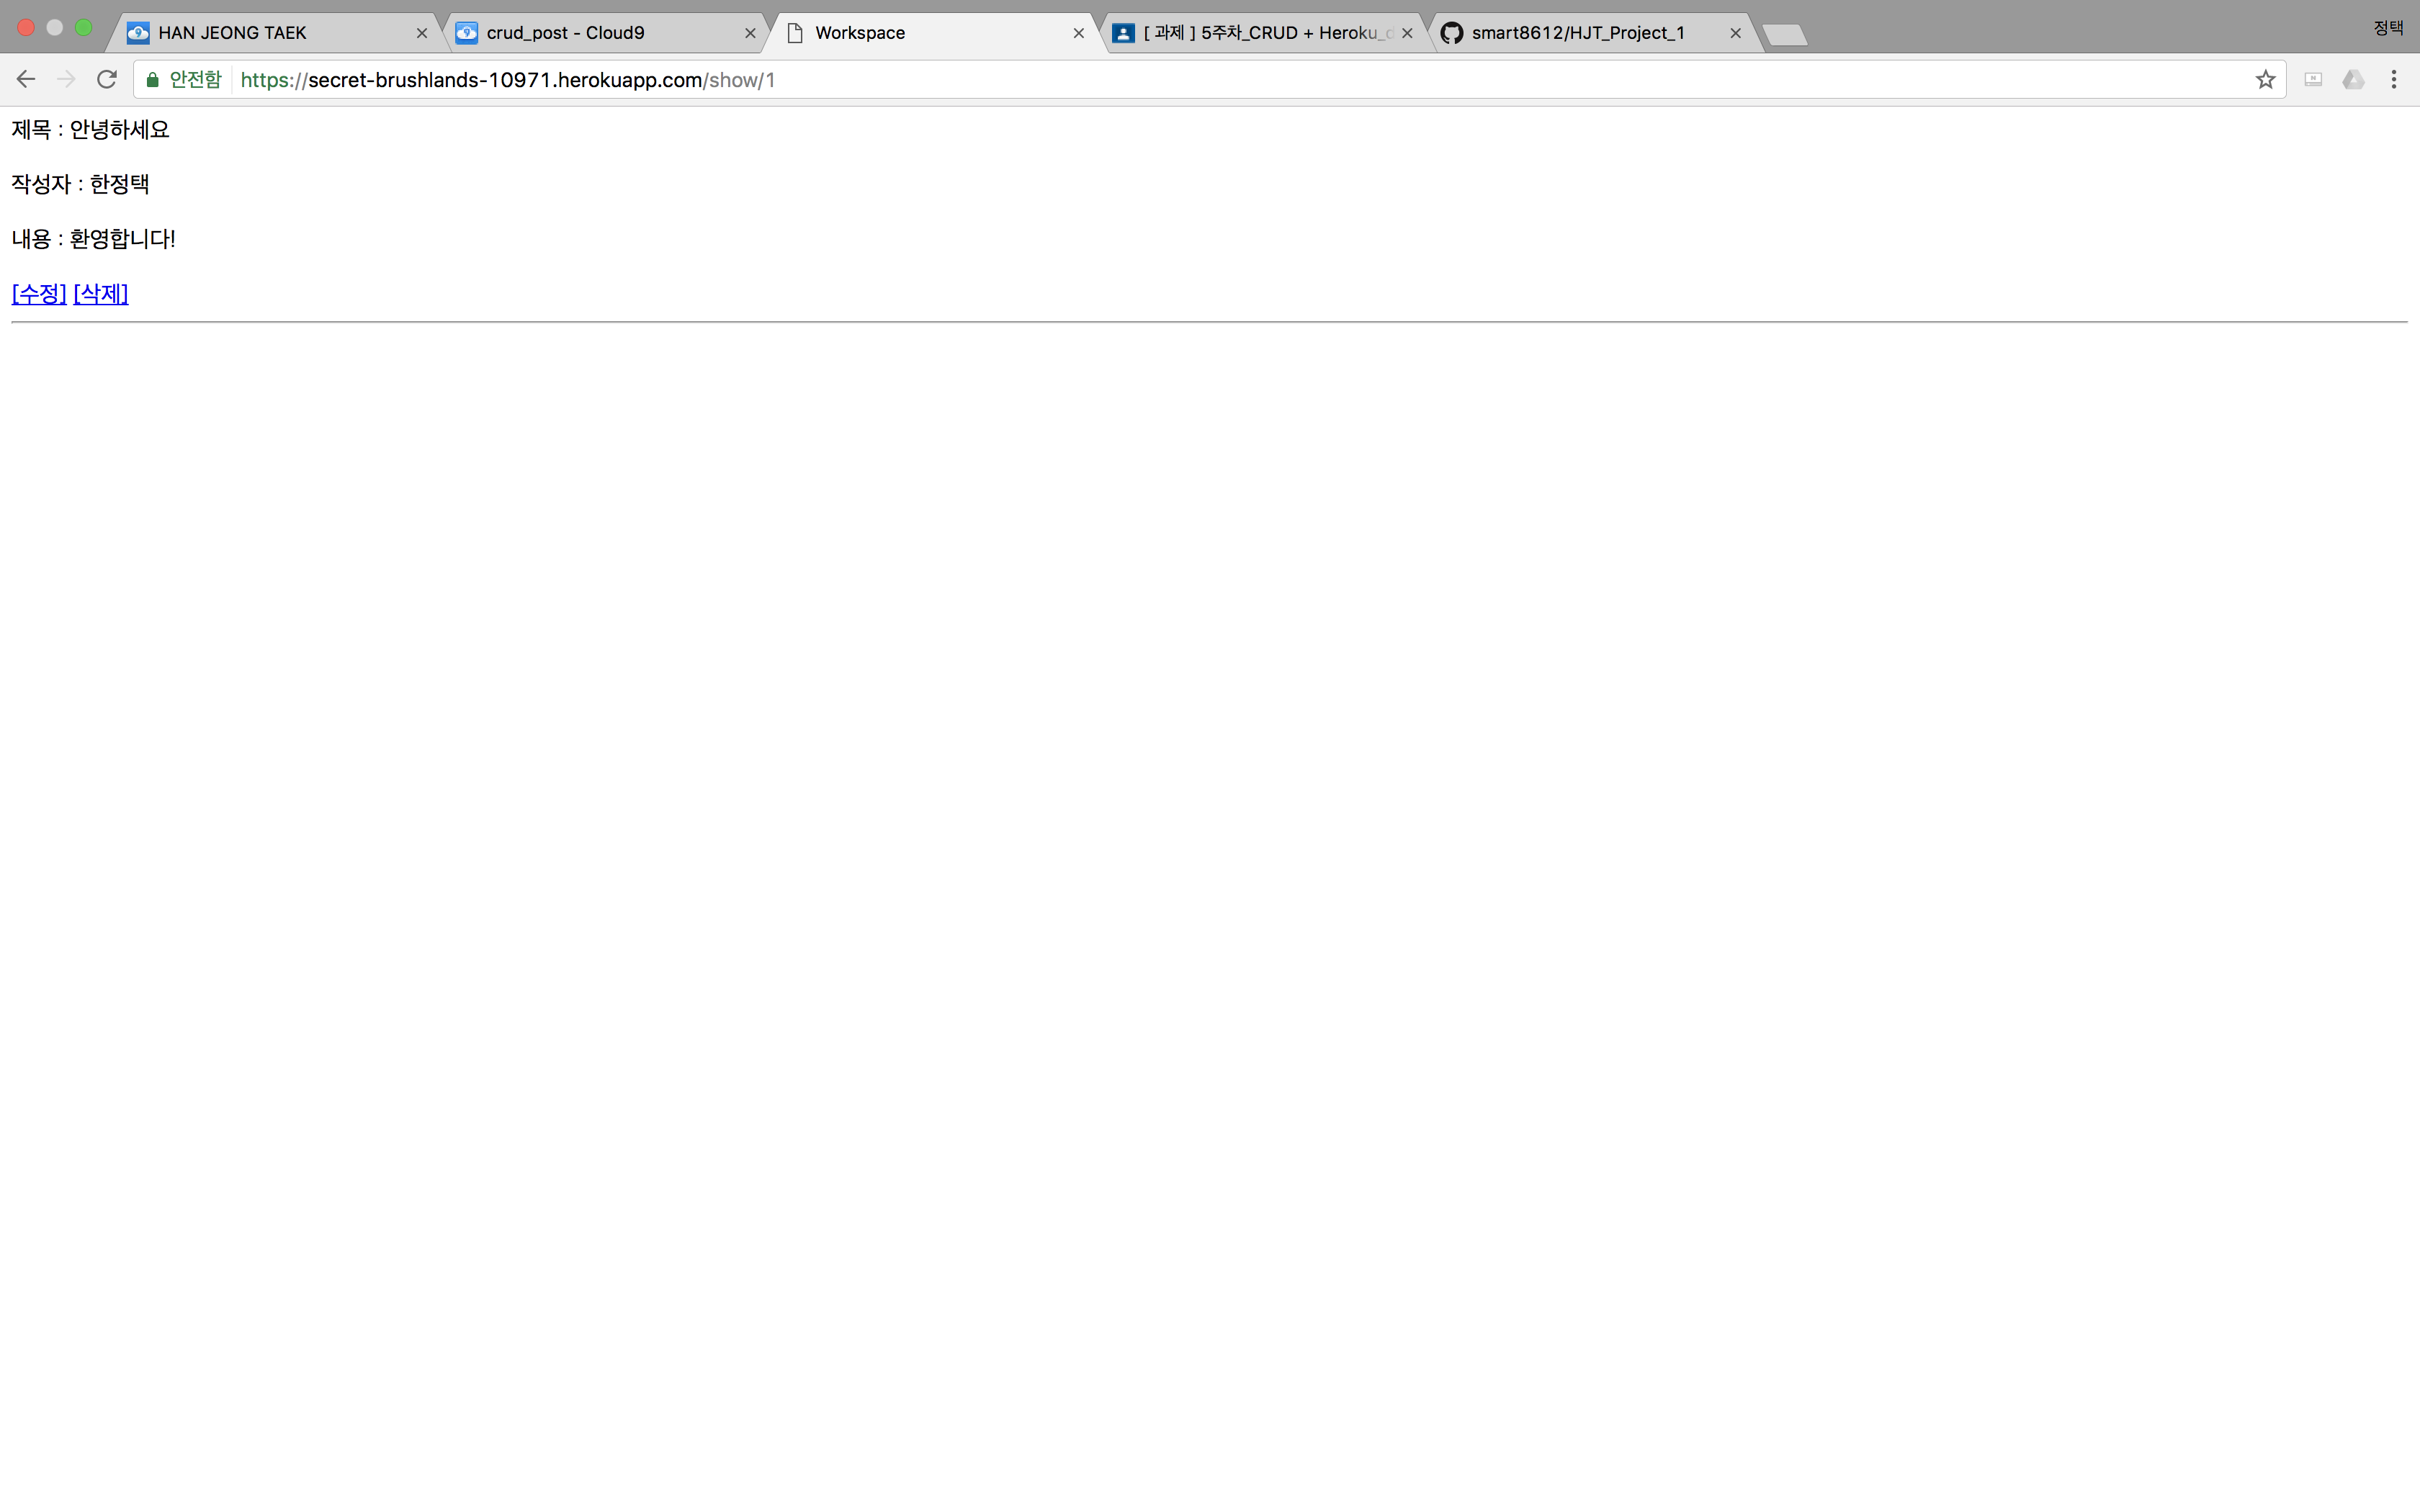 HAN JEONG TAEK
crud_post - Cloud9
Workspace
[ 과제 ] 5주차_CRUD + Heroku_d
smart8612/HJT_Project_1
정택
안전함 https://secret-brushlands-10971.herokuapp.com/show/1
제목 : 안녕하세요
작성자 : 한정택
내용 : 환영합니다!
[수정] [삭제]